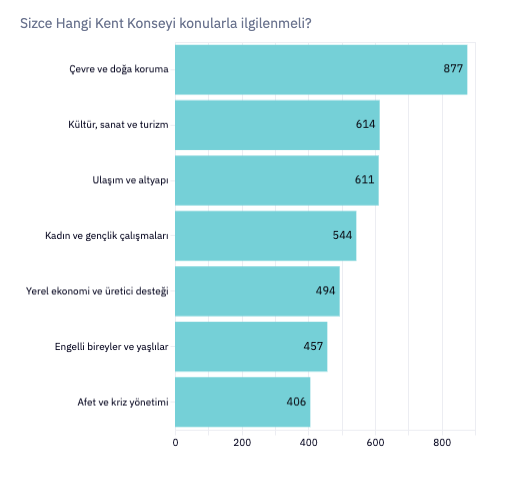 Sizce Hangi Kent Konseyi konularla ilgilenmeli?
Çevre ve doğa koruma 877
Kültür, sanat ve turizm 614
Ulaşım ve altyapı 611
Kadın ve gençlik çalışmaları 544
Yerel ekonomi ve üretici desteği 494
Engelli bireyler ve yaşlılar 457
Afet ve kriz yönetimi 406
0 200 400 600 800